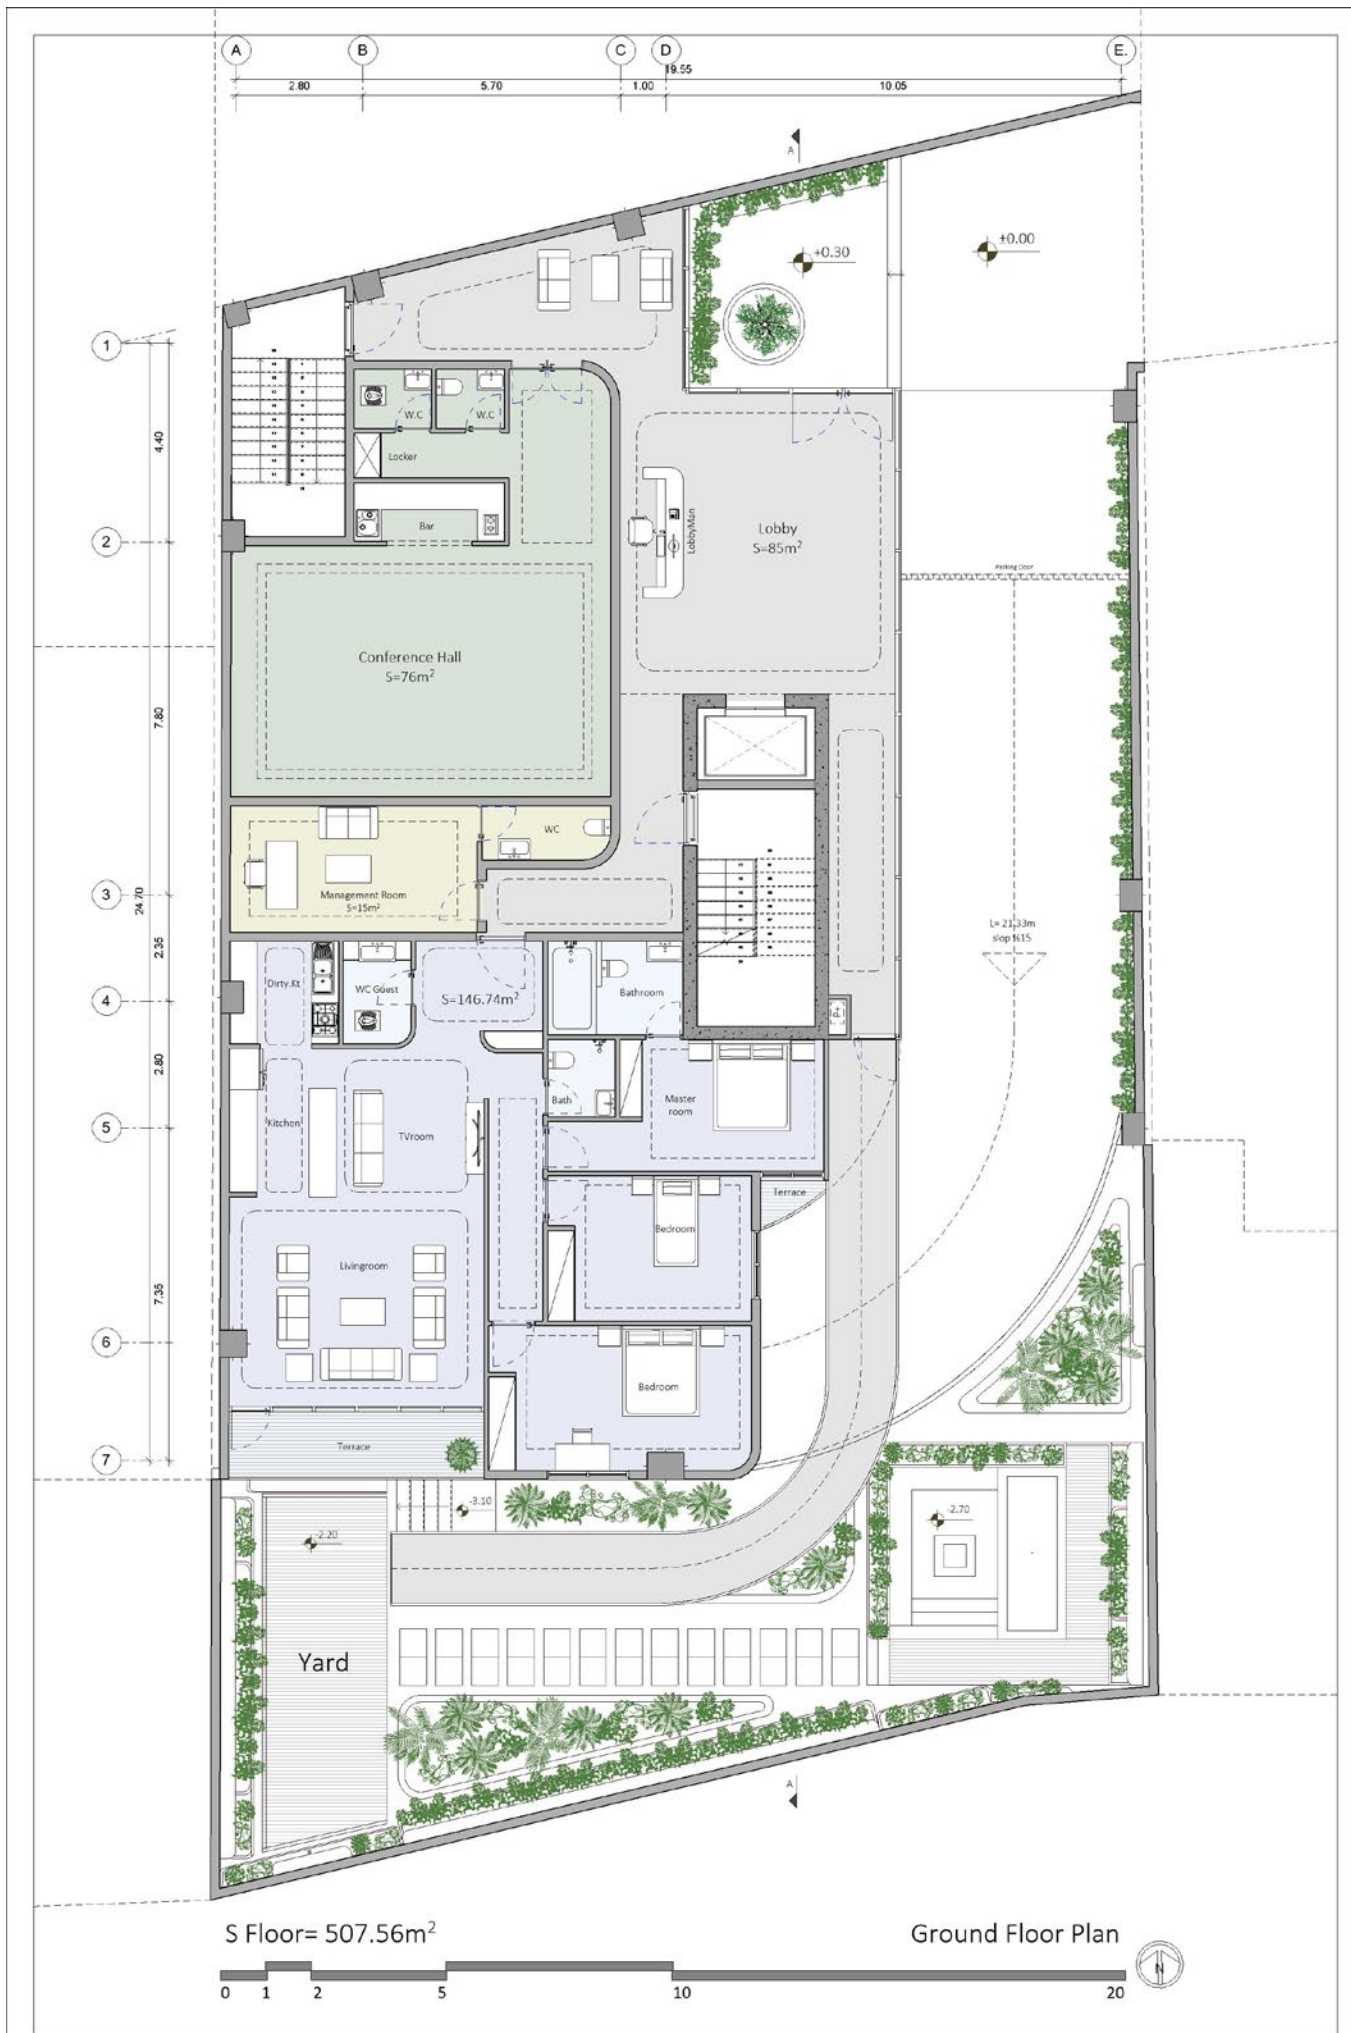 A B C D E.
19.55
2.80 5.70 1.00 10.05
A
+0.30
±0.00
1
W.C W.C
4.40
Locker
Bar
2
LobbyMan
Lobby
S=85m²
Parking Door
Conference Hall
S=76m²
7.80
WC
Management Room
S=15m²
3
24.70
L= 21.33m
slop %15
2.35
Dirty.Kt
WC Guest
S=146.74m²
Bathroom
4
2.80
Bath
Master
room
Kitchen
TVroom
5
Terrace
Bedroom
Livingroom
7.35
6
Bedroom
Terrace
7
-3.10
-2.70
-2.20
Yard
A
S Floor= 507.56m²
Ground Floor Plan
N
0 1 2 5 10 20